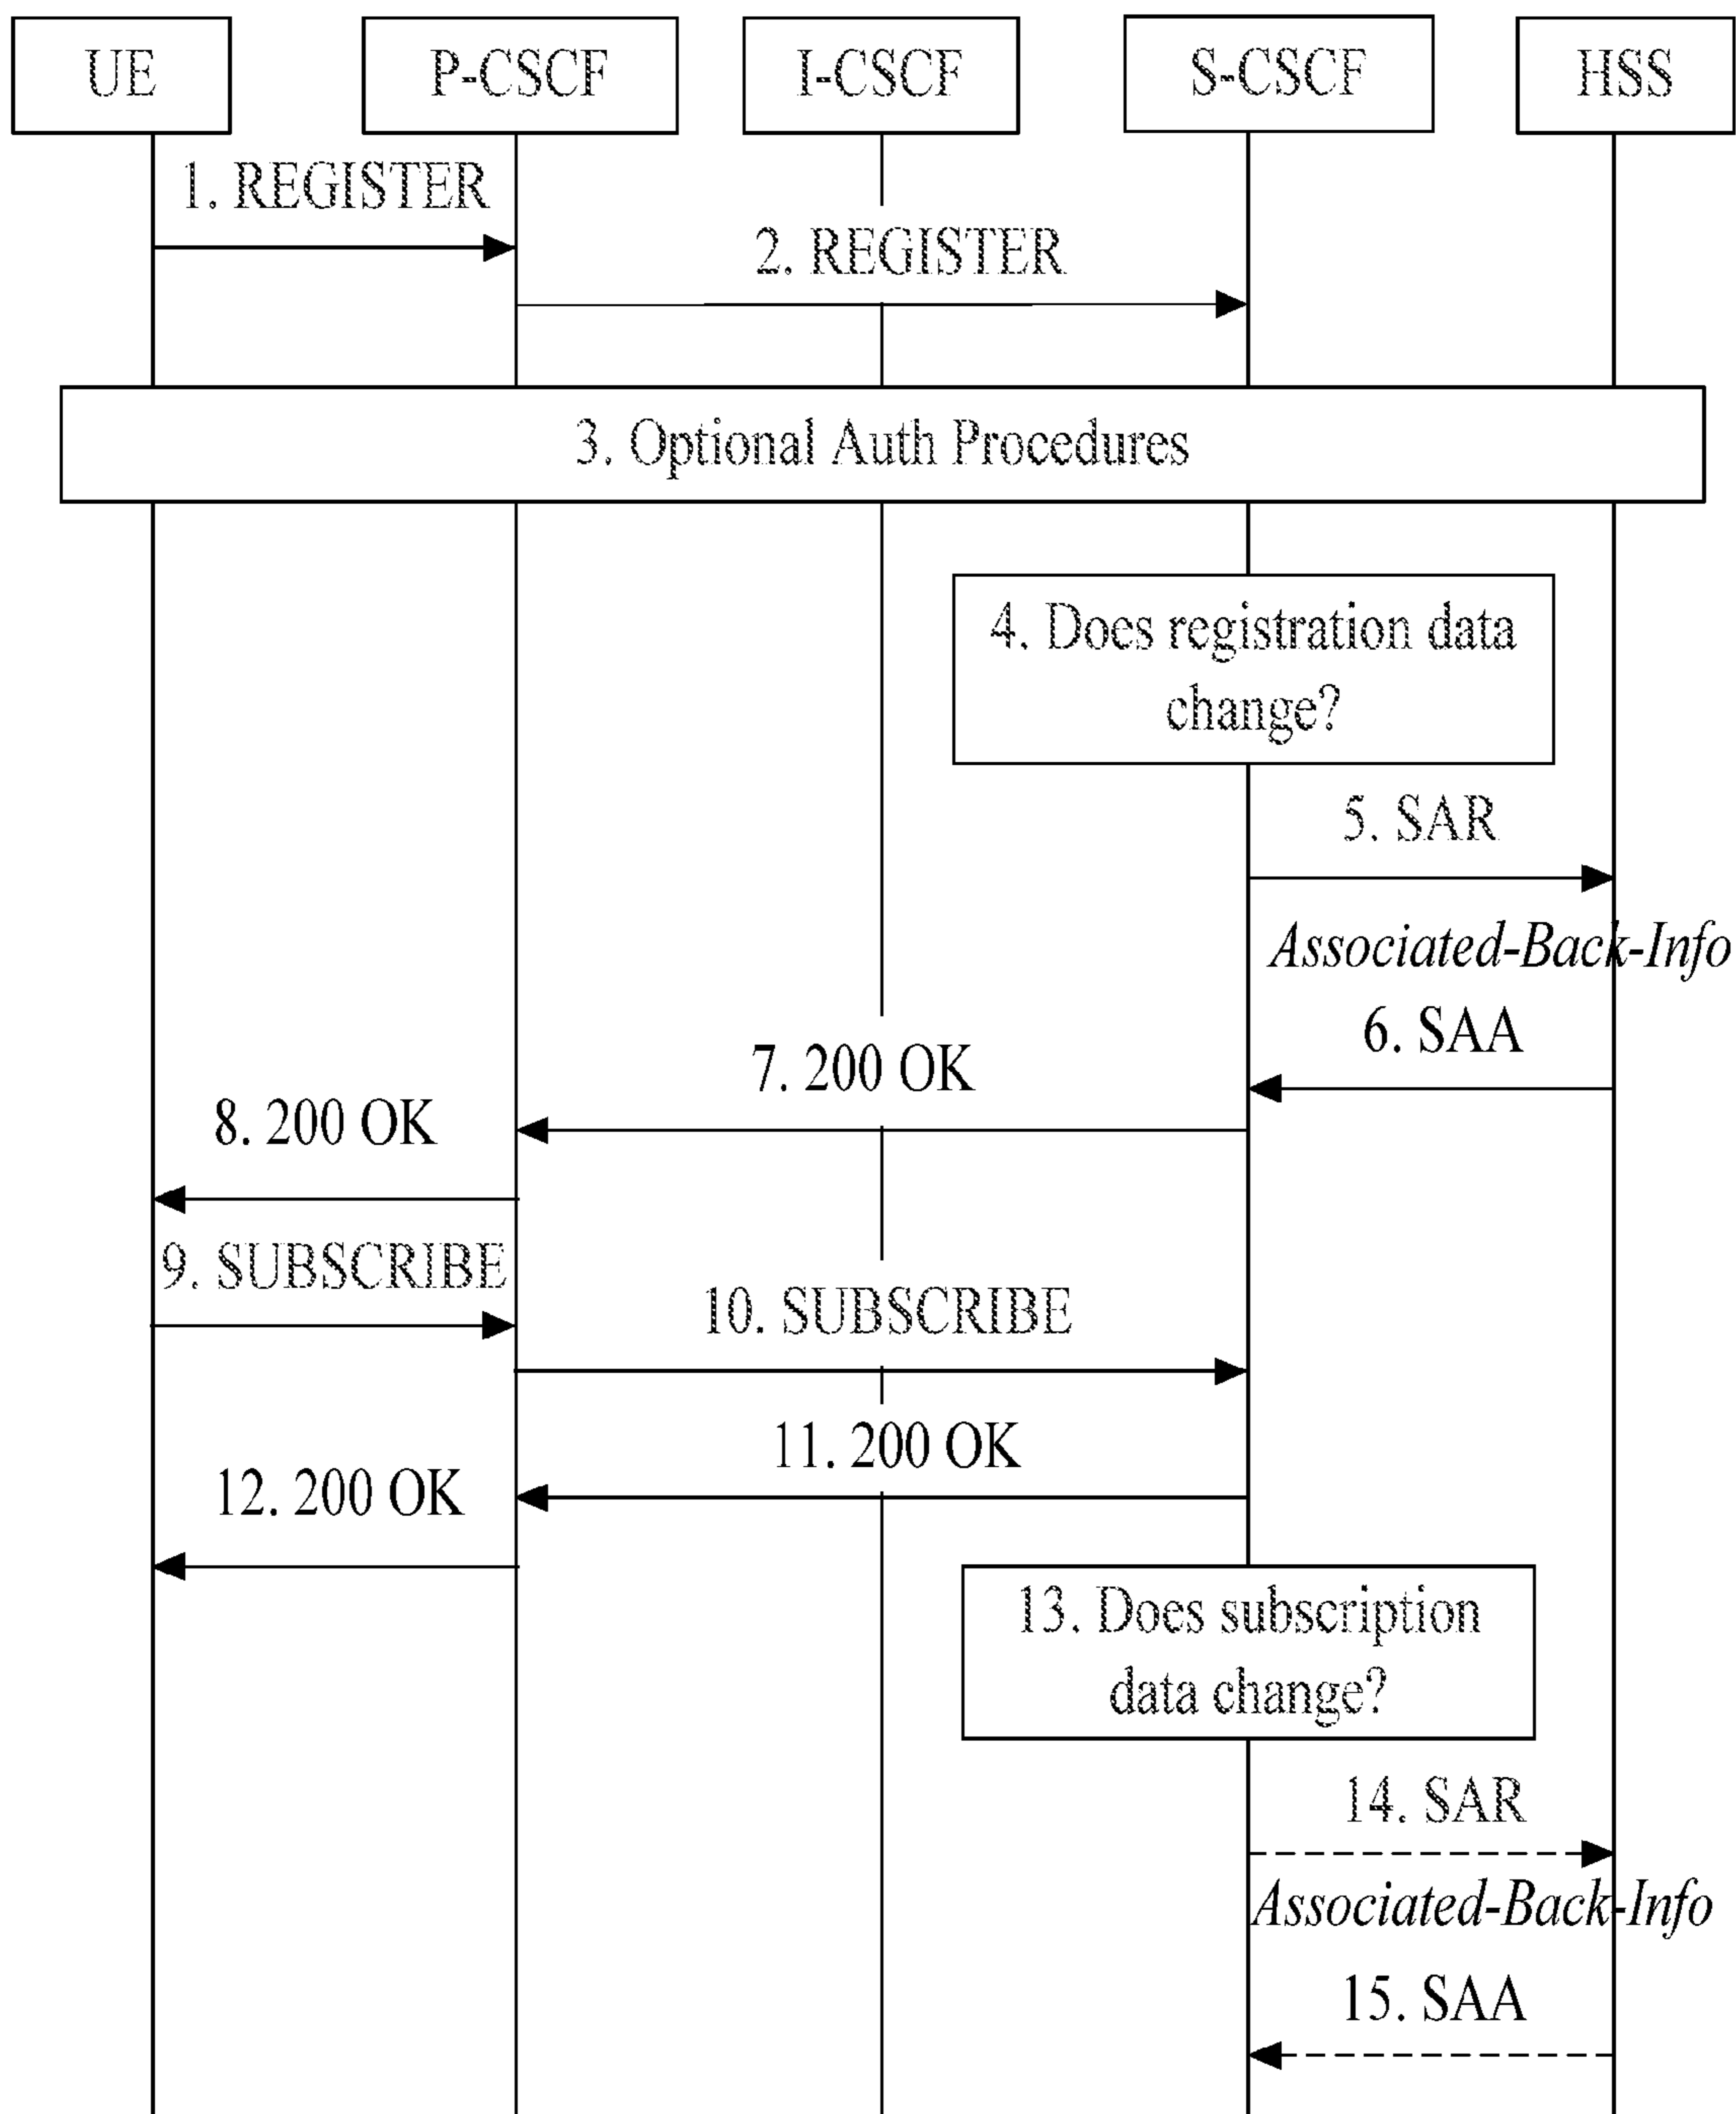 UE
P-CSCF
I-CSCF
S-CSCF
HSS
1. REGISTER
2. REGISTER
3. Optional Auth Procedures
4. Does registration data
change?
5. SAR
Associated-Back-Info
6. SAA
7. 200 OK
8. 200 OK
9. SUBSCRIBE
10. SUBSCRIBE
11. 200 OK
12. 200 OK
13. Does subscription
data change?
14. SAR
Associated-Back-Info
15. SAA